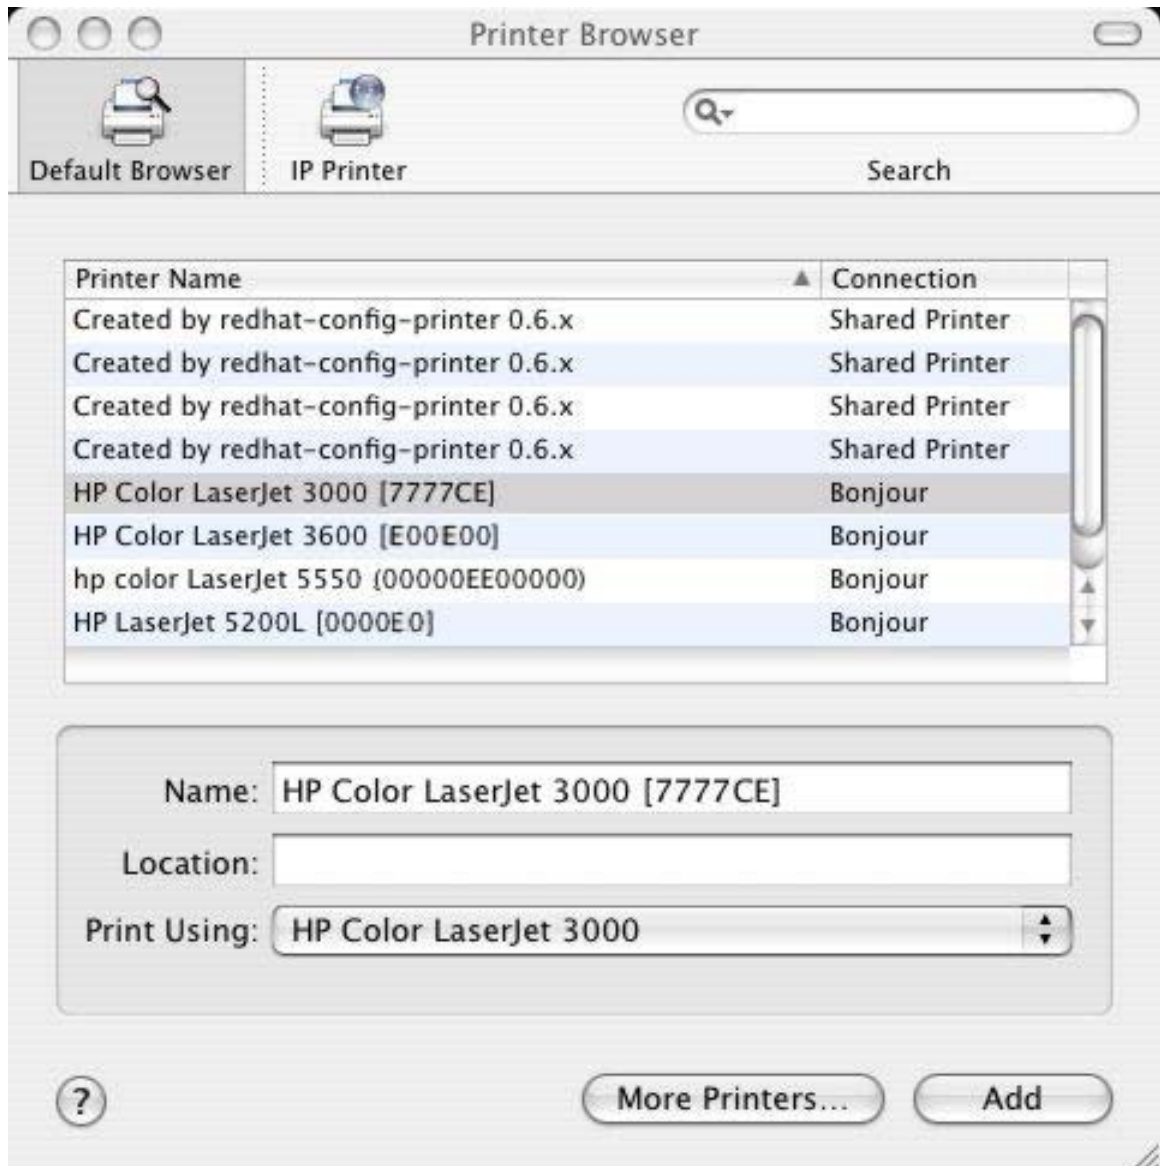 Printer Browser
Default Browser
IP Printer
Search
Printer Name Connection
Created by redhat-config-printer 0.6.x Shared Printer
Created by redhat-config-printer 0.6.x Shared Printer
Created by redhat-config-printer 0.6.x Shared Printer
Created by redhat-config-printer 0.6.x Shared Printer
HP Color LaserJet 3000 [7777CE] Bonjour
HP Color LaserJet 3600 [E00E00] Bonjour
hp color LaserJet 5550 (00000EE00000) Bonjour
HP LaserJet 5200L [0000E0] Bonjour
Name: HP Color LaserJet 3000 [7777CE]
Location:
Print Using: HP Color LaserJet 3000
? More Printers... Add